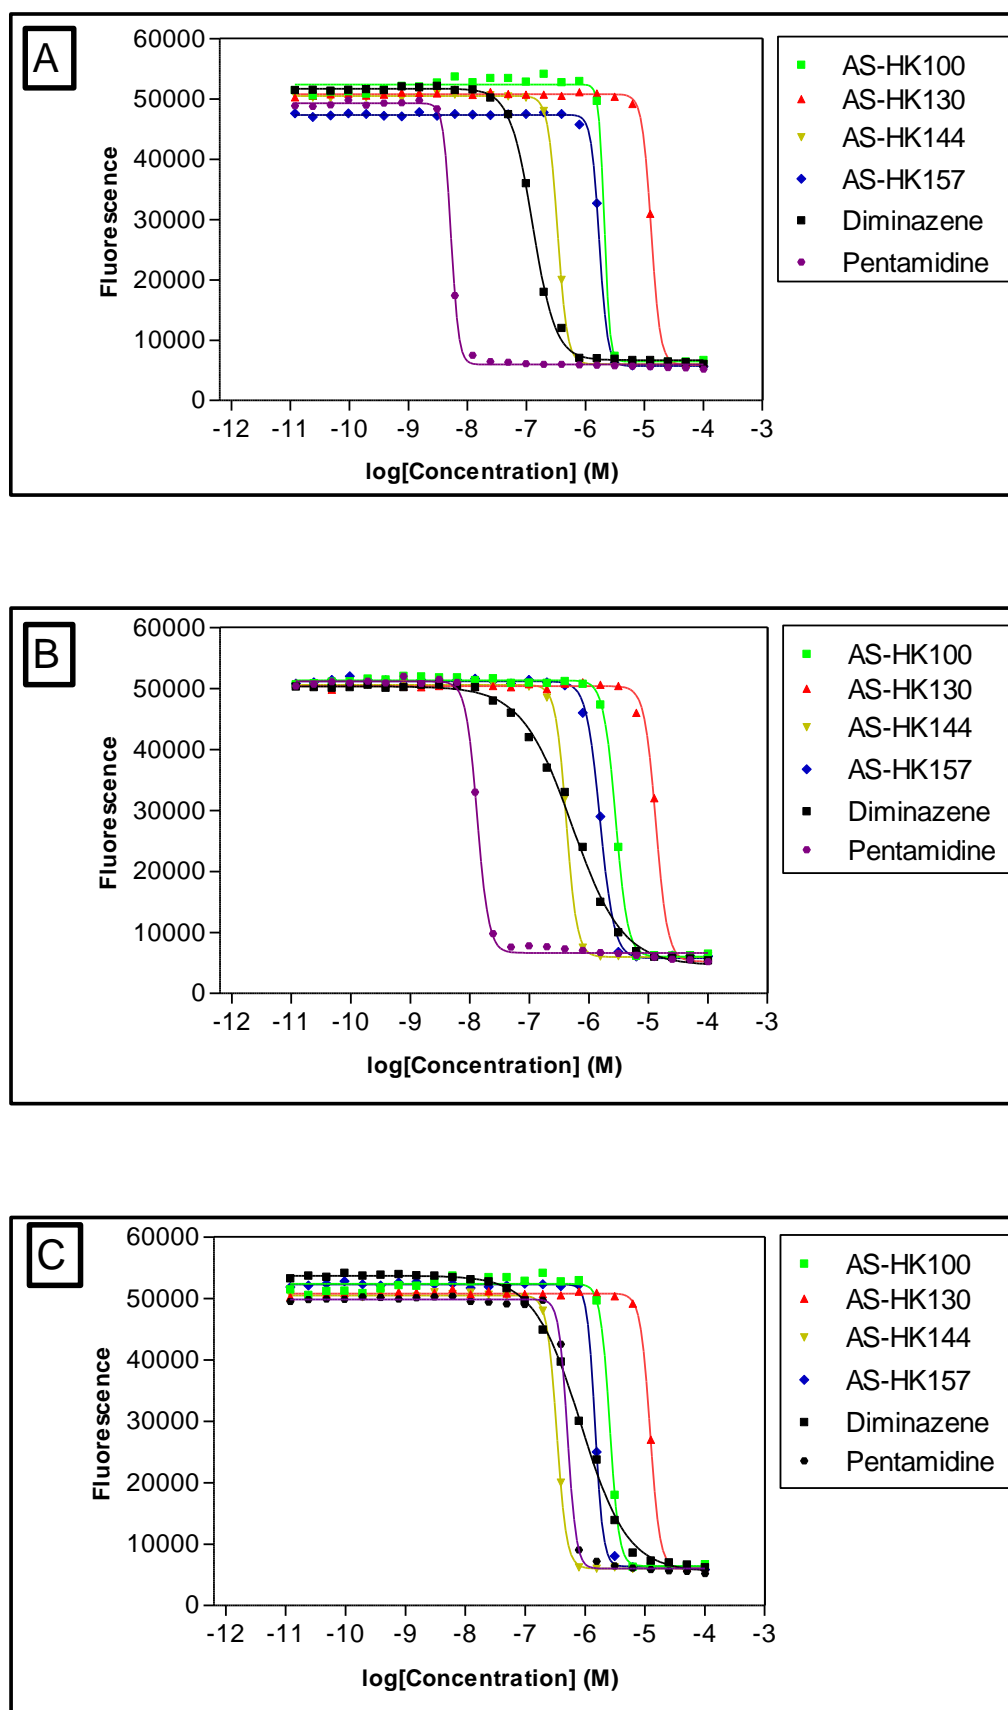 A
60000
50000
40000
30000
20000
10000
0
Fluorescence
-12 -11 -10 -9 -8 -7 -6 -5 -4 -3
log[Concentration] (M)
AS-HK100
AS-HK130
AS-HK144
AS-HK157
Diminazene
Pentamidine
B
60000
50000
40000
30000
20000
10000
0
Fluorescence
-12 -11 -10 -9 -8 -7 -6 -5 -4 -3
log[Concentration] (M)
AS-HK100
AS-HK130
AS-HK144
AS-HK157
Diminazene
Pentamidine
C
60000
50000
40000
30000
20000
10000
0
Fluorescence
-12 -11 -10 -9 -8 -7 -6 -5 -4 -3
log[Concentration] (M)
AS-HK100
AS-HK130
AS-HK144
AS-HK157
Diminazene
Pentamidine